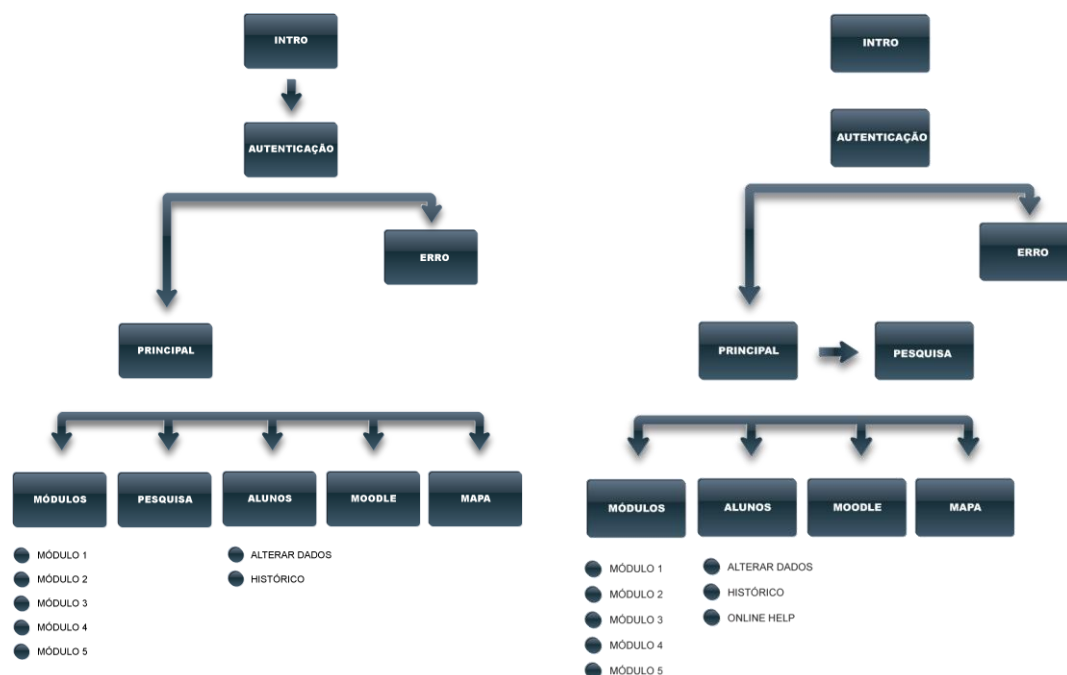 INTRO
AUTENTICAÇÃO
ERRO
PRINCIPAL
MÓDULOS
PESQUISA
ALUNOS
MOODLE
MAPA
MÓDULO 1
MÓDULO 2
MÓDULO 3
MÓDULO 4
MÓDULO 5
ALTERAR DADOS
HISTÓRICO
INTRO
AUTENTICAÇÃO
ERRO
PRINCIPAL
PESQUISA
MÓDULOS
ALUNOS
MOODLE
MAPA
MÓDULO 1
MÓDULO 2
MÓDULO 3
MÓDULO 4
MÓDULO 5
ALTERAR DADOS
HISTÓRICO
ONLINE HELP